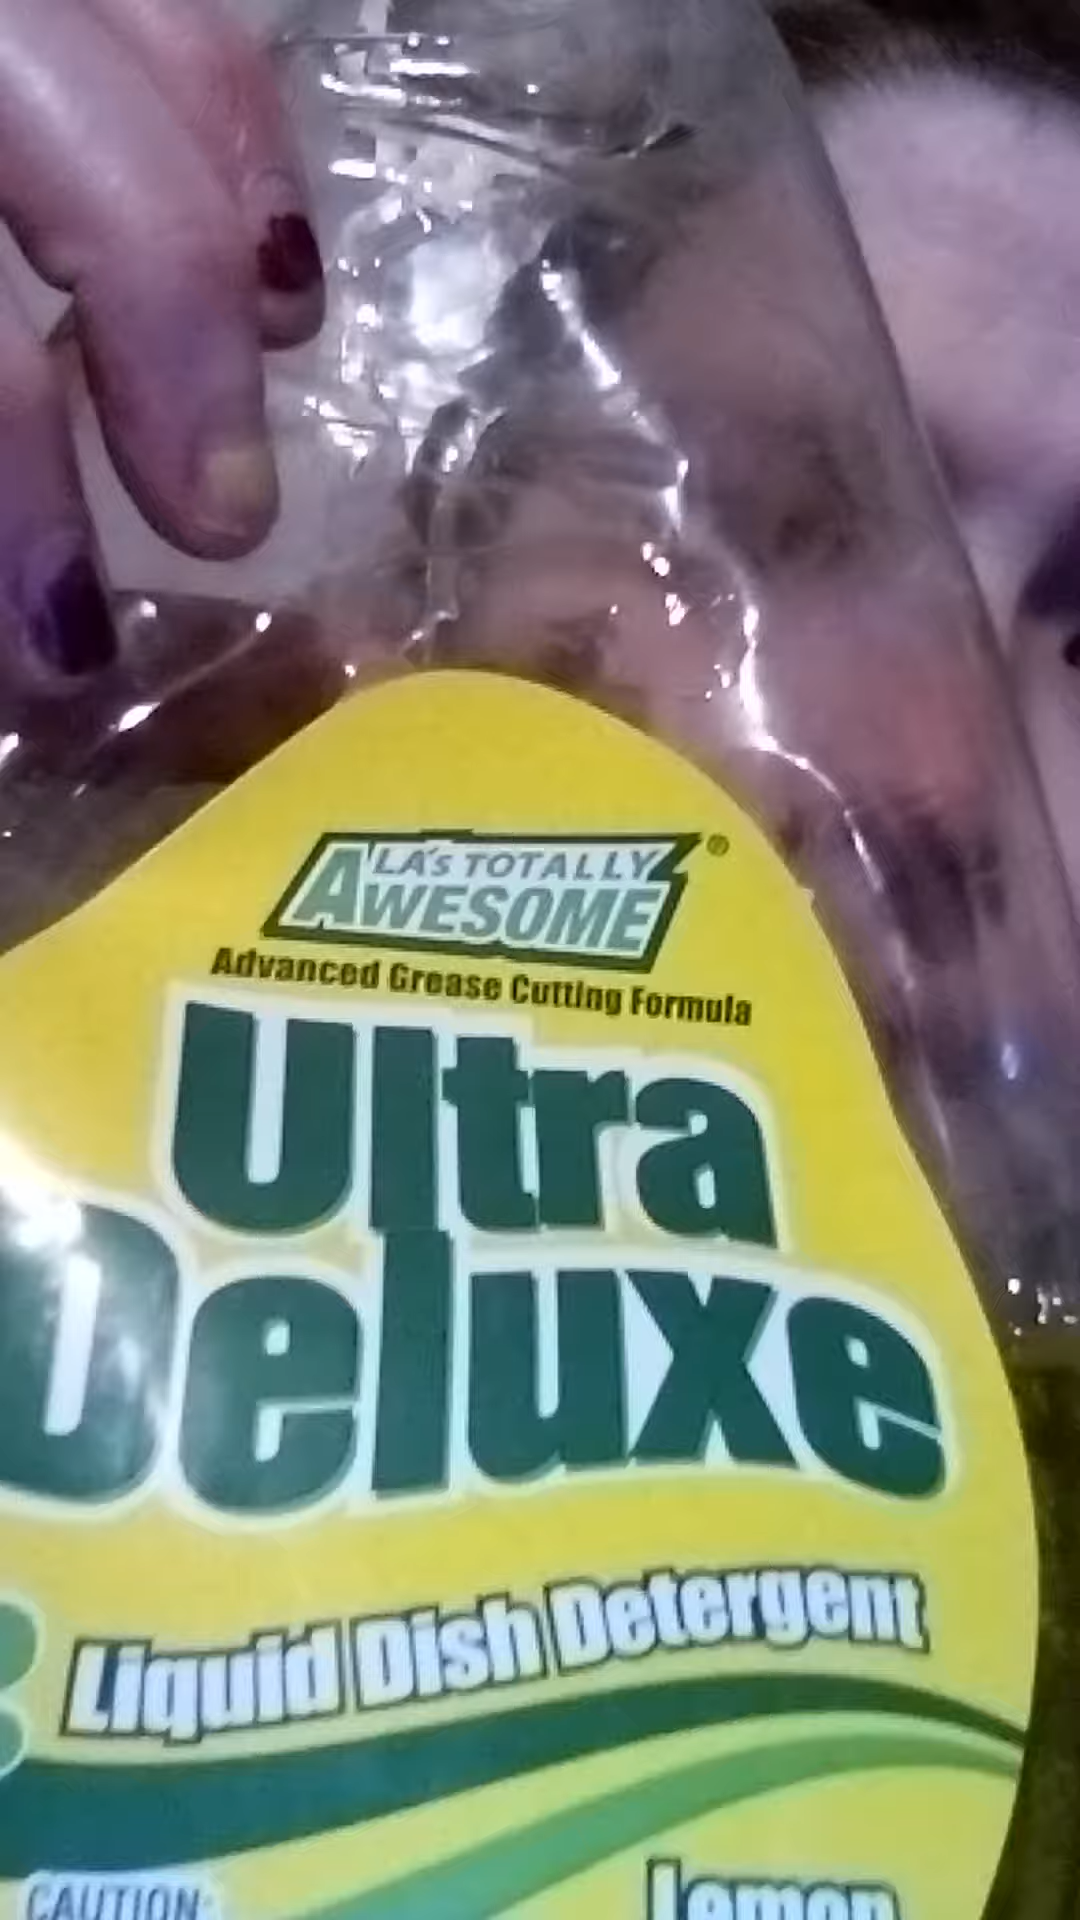 LA's TOTALLY
AWESOME®
Advanced Grease Cutting Formula
Ultra
Deluxe
Liquid Dish Detergent
CAUTION:
Lemon